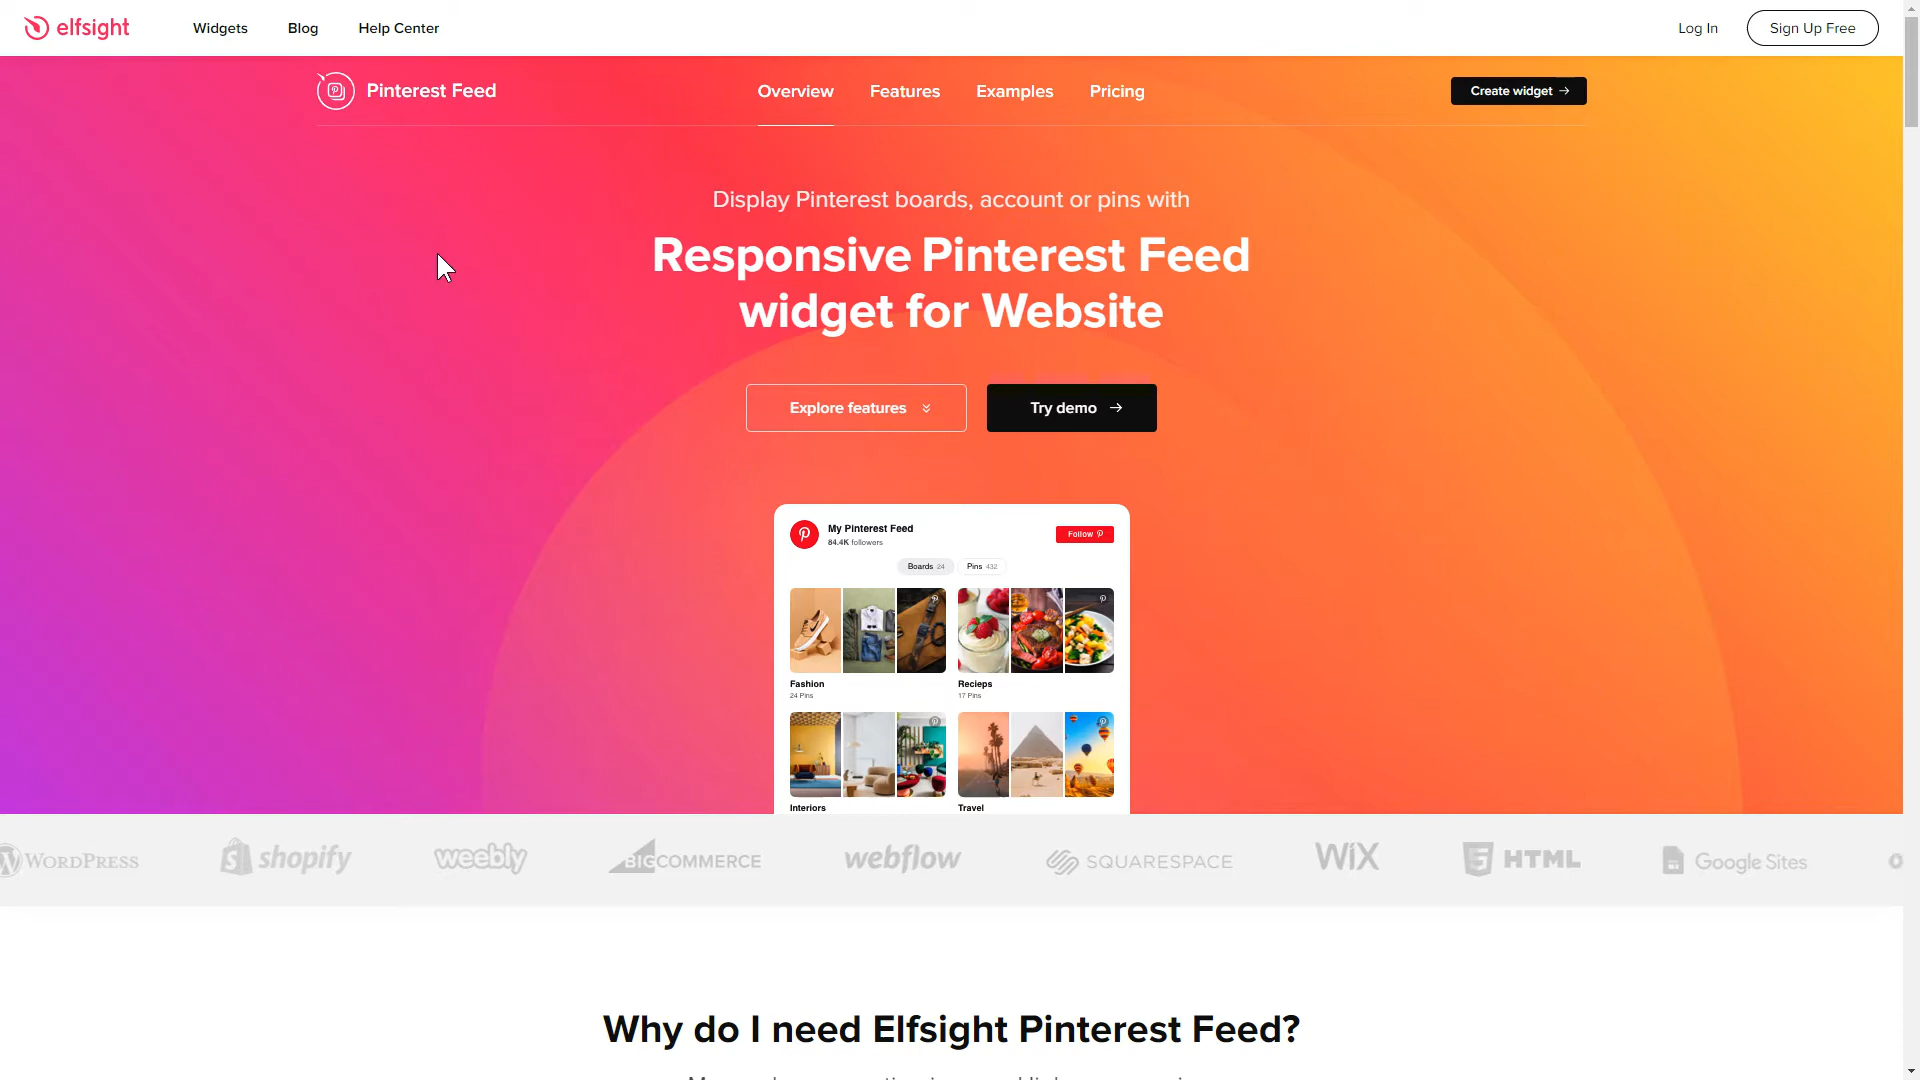 elfsight
Widgets
Blog
Help Center
Log In
Sign Up Free
Pinterest Feed
Overview
Features
Examples
Pricing
Create widget
Display Pinterest boards, account or pins with
Responsive Pinterest Feed
widget for Website
Explore features
Try demo
My Pinterest Feed
84.4K followers
Follow
Boards 24
Pins 432
Fashion
24 Pins
Recieps
17 Pins
Interiors
Travel
WORDPRESS
shopify
weebly
BIGCOMMERCE
webflow
SQUARESPACE
WiX
HTML
Google Sites
Why do I need Elfsight Pinterest Feed?